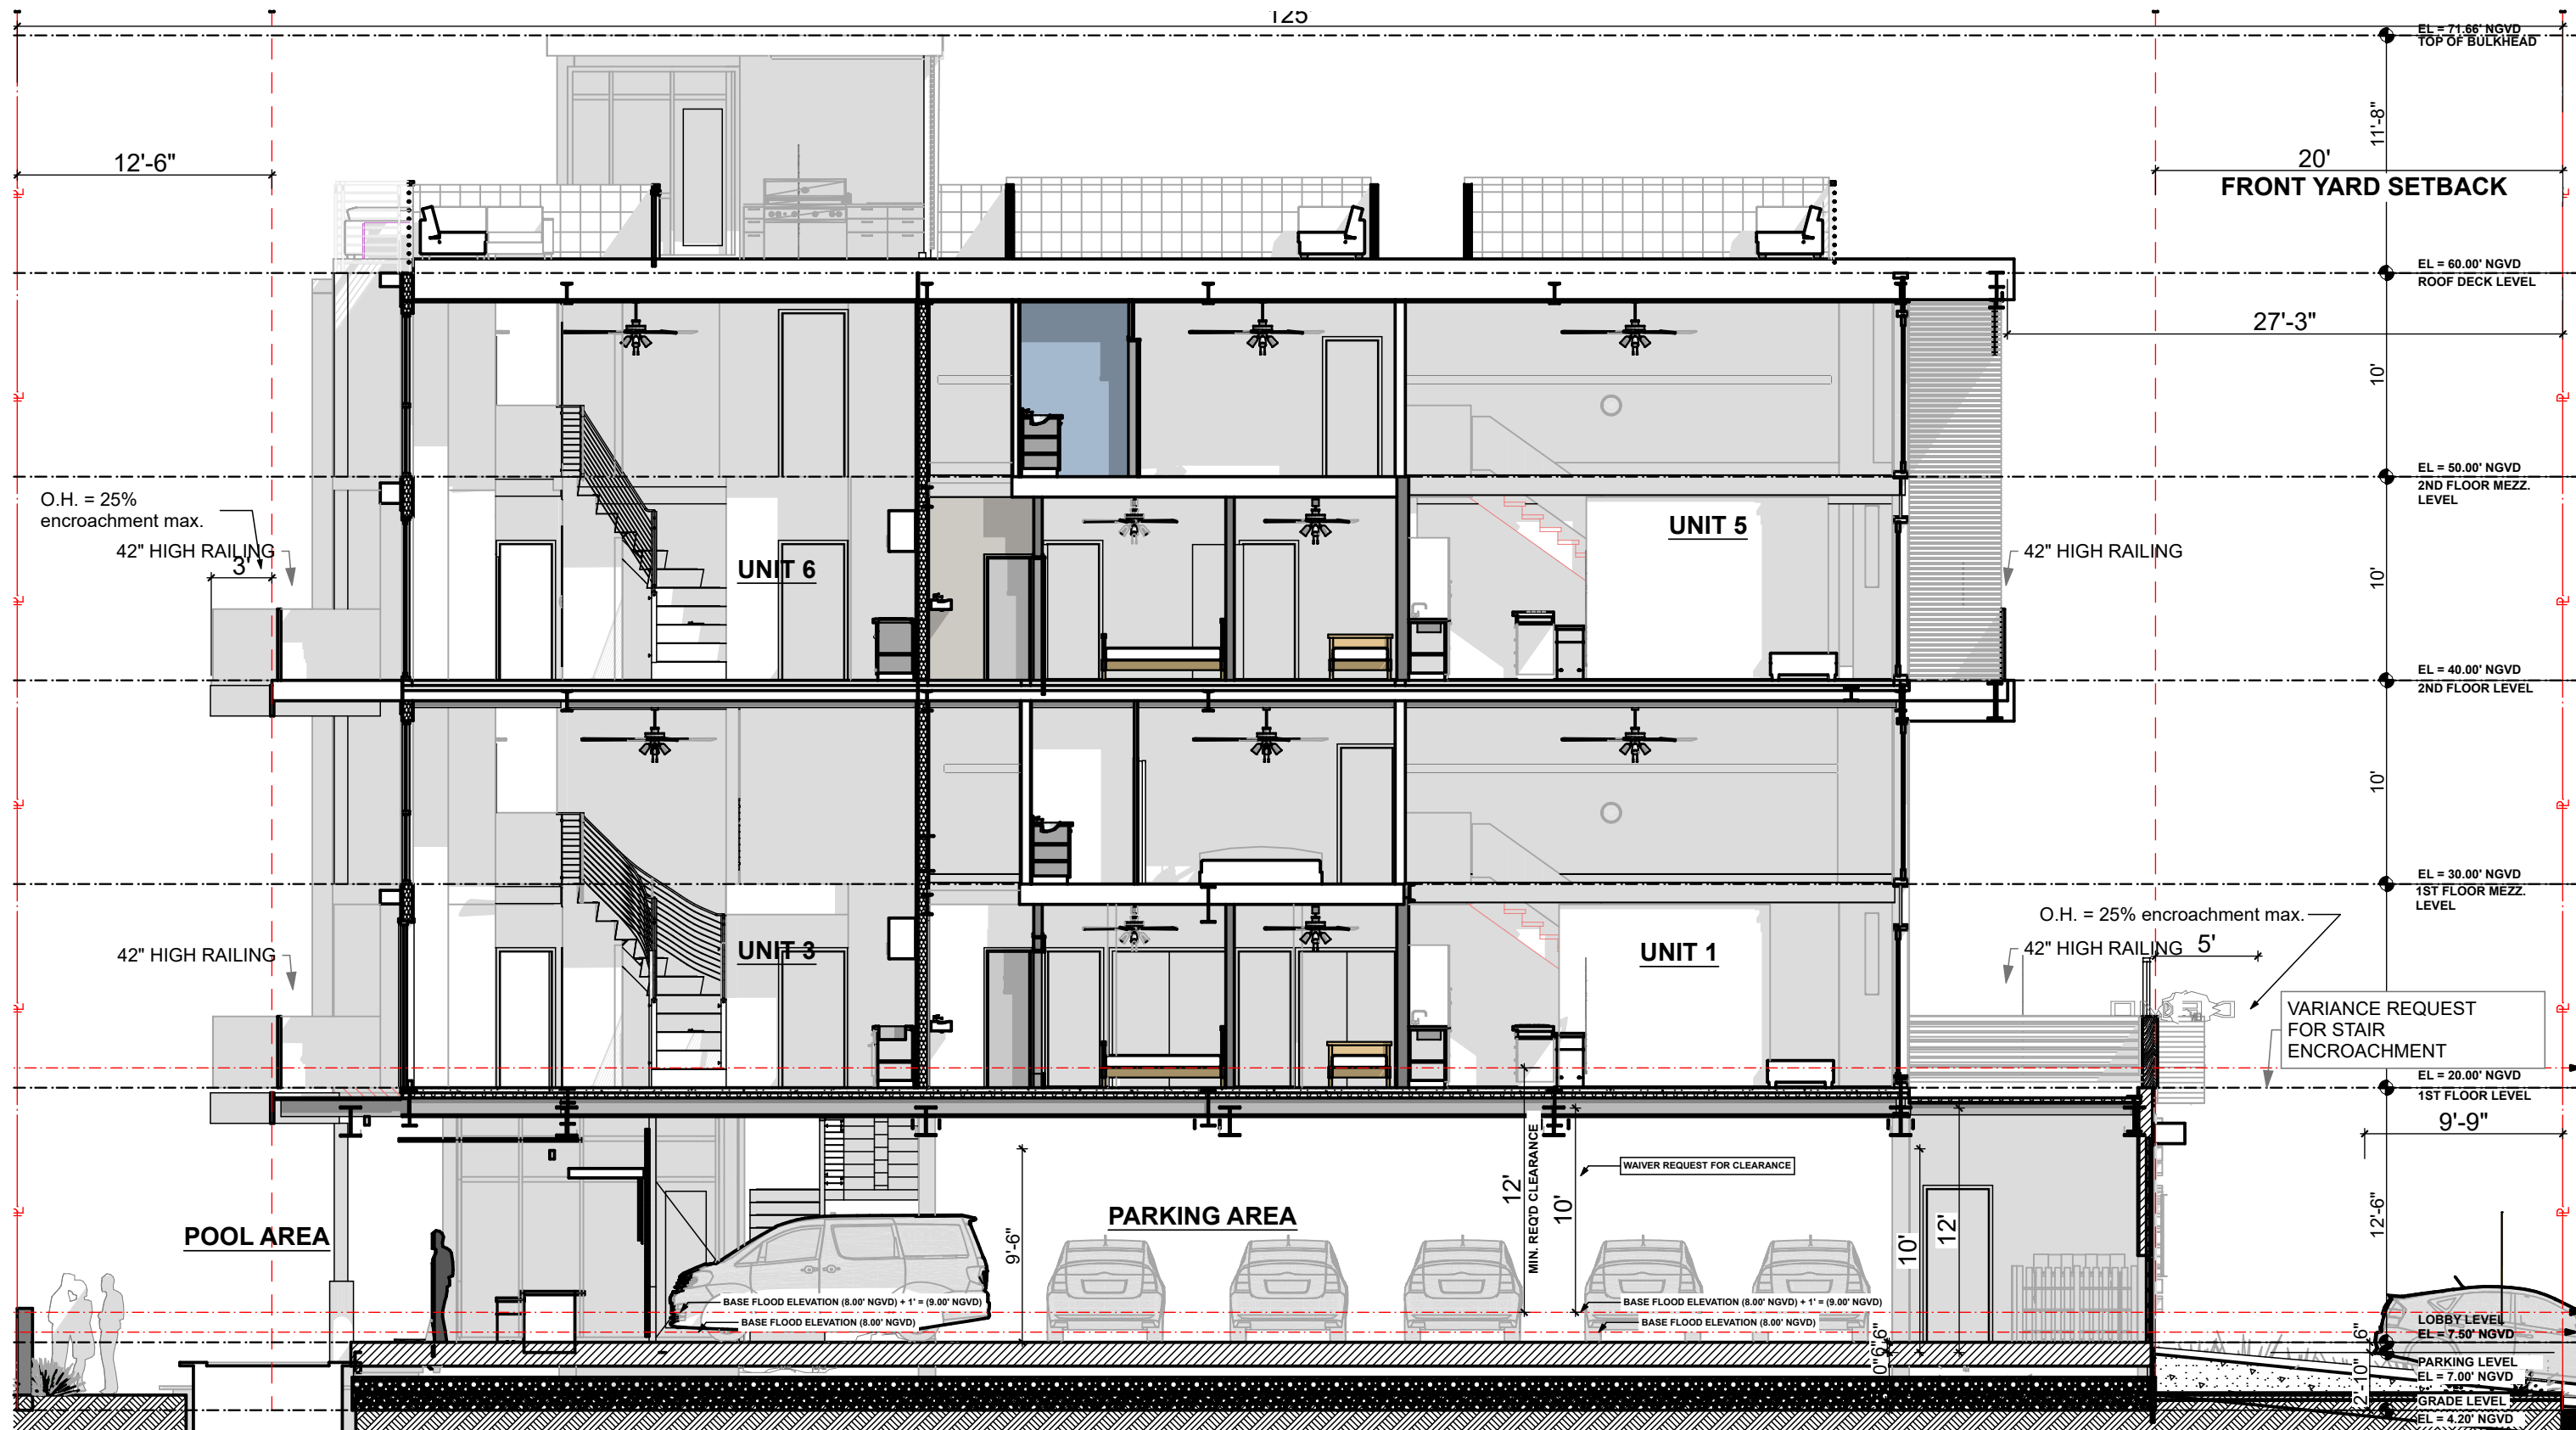 125'
EL = 71.66' NGVD
TOP OF BULKHEAD
11'-8"
12'-6"
20'
FRONT YARD SETBACK
EL = 60.00' NGVD
ROOF DECK LEVEL
27'-3"
10'
EL = 50.00' NGVD
2ND FLOOR MEZZ.
LEVEL
O.H. = 25%
encroachment max.
42" HIGH RAILING
3'
UNIT 6
UNIT 5
42" HIGH RAILING
10'
EL = 40.00' NGVD
2ND FLOOR LEVEL
10'
EL = 30.00' NGVD
1ST FLOOR MEZZ.
LEVEL
O.H. = 25% encroachment max.
42" HIGH RAILING
UNIT 3
UNIT 1
42" HIGH RAILING
5'
VARIANCE REQUEST
FOR STAIR
ENCROACHMENT
EL = 20.00' NGVD
1ST FLOOR LEVEL
9'-9"
WAIVER REQUEST FOR CLEARANCE
MIN. REQ'D CLEARANCE
12'
10'
POOL AREA
PARKING AREA
9'-6"
10'
12'
12'-6"
BASE FLOOD ELEVATION (8.00' NGVD) + 1' = (9.00' NGVD)
BASE FLOOD ELEVATION (8.00' NGVD)
BASE FLOOD ELEVATION (8.00' NGVD) + 1' = (9.00' NGVD)
BASE FLOOD ELEVATION (8.00' NGVD)
LOBBY LEVEL
EL = 7.50' NGVD
PARKING LEVEL
EL = 7.00' NGVD
2'-10"
GRADE LEVEL
EL = 4.20' NGVD